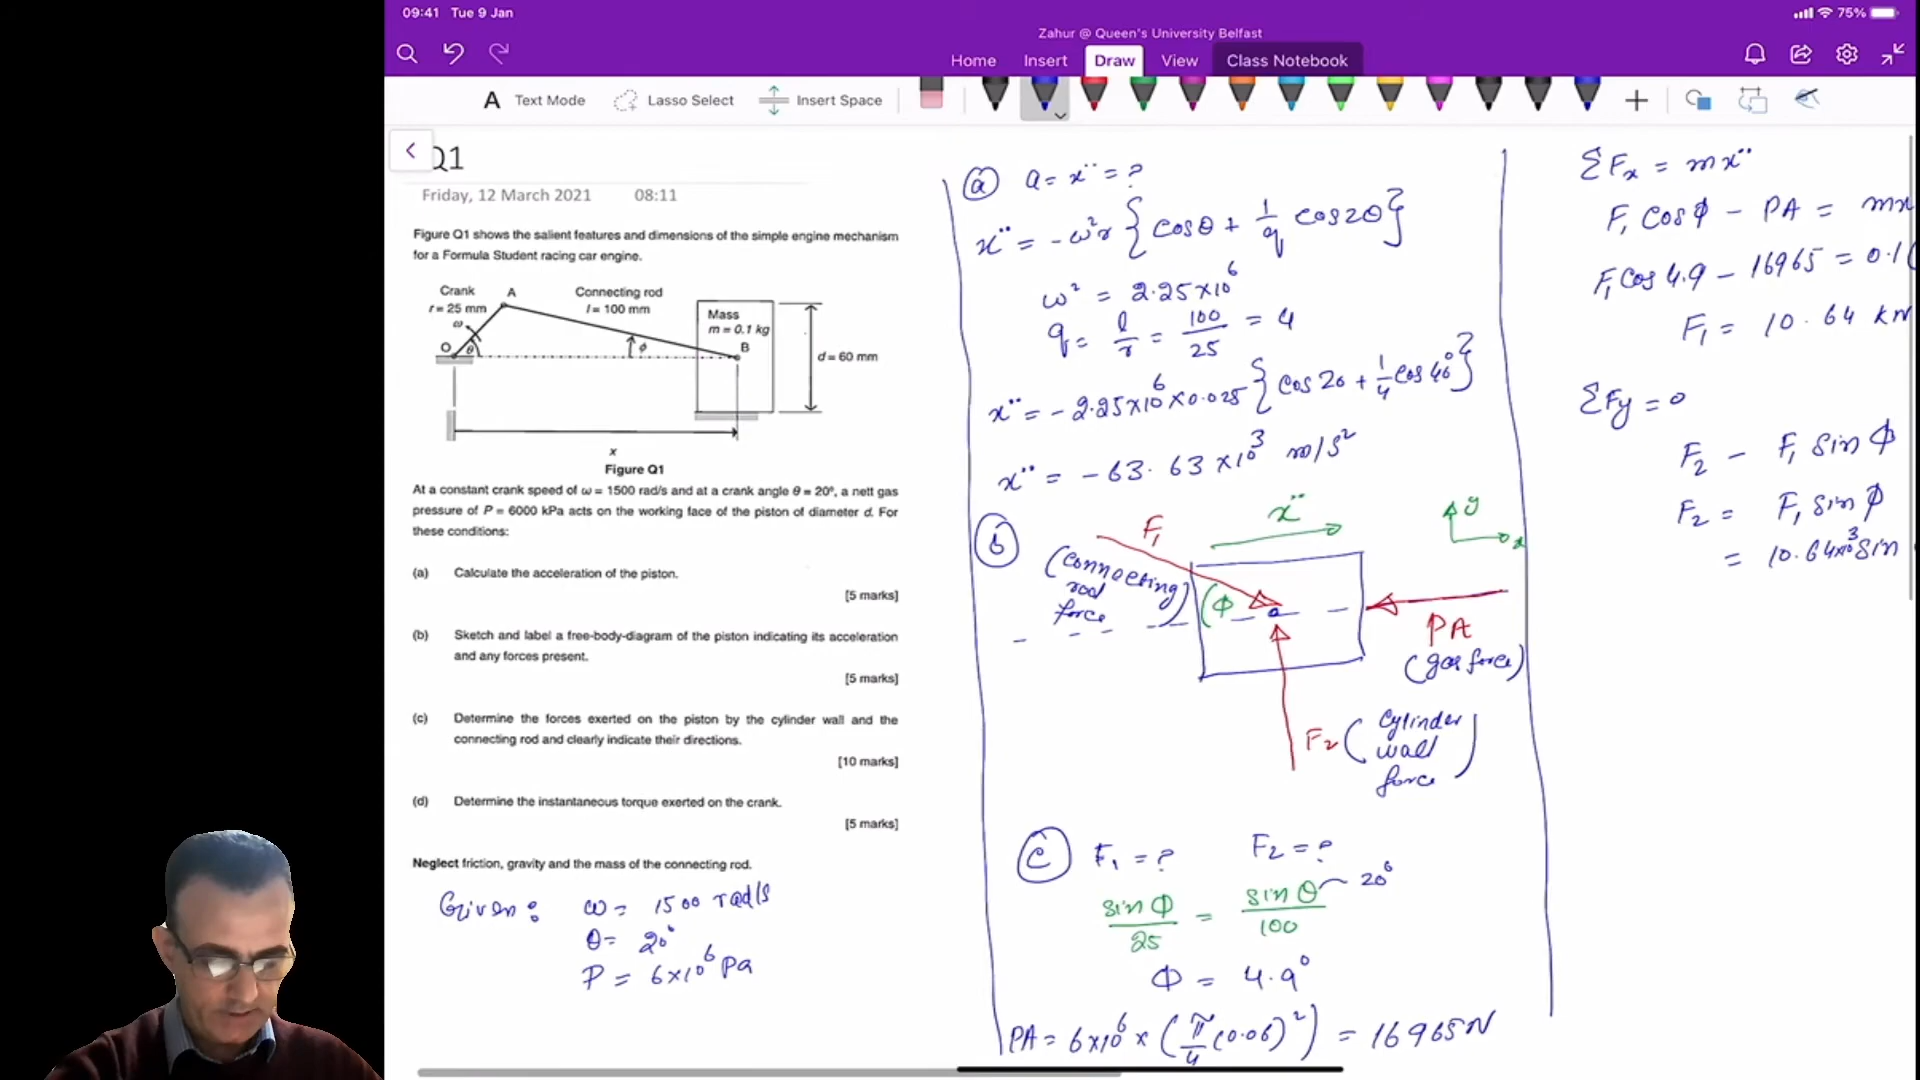 09:41 Tue 9 Jan
75%
Zahur @ Queen's University Belfast
Home Insert Draw View Class Notebook
Text Mode Lasso Select Insert Space
Q1
Friday, 12 March 2021 08:11
Figure Q1 shows the salient features and dimensions of the simple engine mechanism
for a Formula Student racing car engine.
Crank
r = 25 mm
A
Connecting rod
l = 100 mm
Mass
m = 0.1 kg
ω
O
θ
ϕ
B
d = 60 mm
x
Figure Q1
At a constant crank speed of ω = 1500 rad/s and at a crank angle θ = 20°, a nett gas
pressure of P = 6000 kPa acts on the working face of the piston of diameter d. For
these conditions:
(a) Calculate the acceleration of the piston.
[5 marks]
(b) Sketch and label a free-body-diagram of the piston indicating its acceleration
and any forces present.
[5 marks]
(c) Determine the forces exerted on the piston by the cylinder wall and the
connecting rod and clearly indicate their directions.
[10 marks]
(d) Determine the instantaneous torque exerted on the crank.
[5 marks]
Neglect friction, gravity and the mass of the connecting rod.
Given: ω = 1500 rad/s
θ = 20°
P = 6×10⁶ Pa
(a) a = ẍ = ?
ẍ = -ω²r {cosθ + 1/q cos2θ}
ω² = 2.25×10⁶
q = l/r = 100/25 = 4
ẍ = -2.25×10⁶×0.025 {cos 20 + 1/4 cos 40°}
ẍ = -63.63×10³ m/s²
(b)
F₁
(connecting
rod
force)
ẍ
y
x
ϕ
PA
(gas force)
F₂ (cylinder
wall
force)
(c) F₁ = ? F₂ = ?
sin ϕ/25 = sin θ/100
20°
ϕ = 4.9°
PA = 6×10⁶ × (π/4 (0.06)²) = 16965N
ΣFx = mẍ
F₁ cos ϕ - PA = m
F₁ cos 4.9 - 16965 = 0.1(
F₁ = 10.64 kN
ΣFy = 0
F₂ - F₁ sin ϕ
F₂ = F₁ sin ϕ
= 10.64×10³ sin